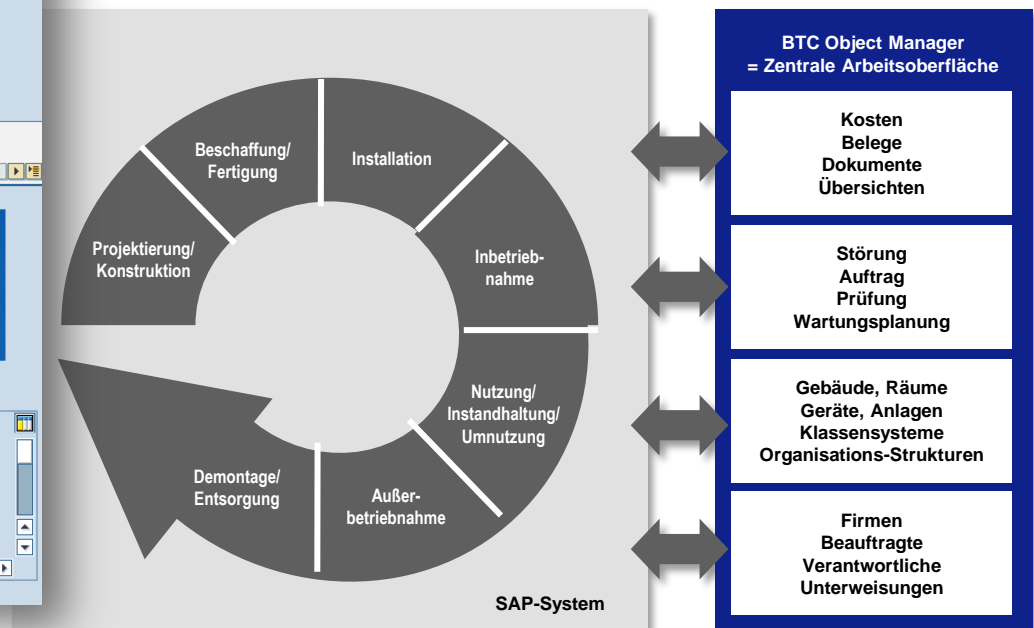 Projektierung/
Konstruktion
Beschaffung/
Fertigung
Installation
Inbetrieb-
nahme
Nutzung/
Instandhaltung/
Umnutzung
Außer-
betriebnahme
Demontage/
Entsorgung
SAP-System
BTC Object Manager
= Zentrale Arbeitsoberfläche
Kosten
Belege
Dokumente
Übersichten
Störung
Auftrag
Prüfung
Wartungsplanung
Gebäude, Räume
Geräte, Anlagen
Klassensysteme
Organisations-Strukturen
Firmen
Beauftragte
Verantwortliche
Unterweisungen